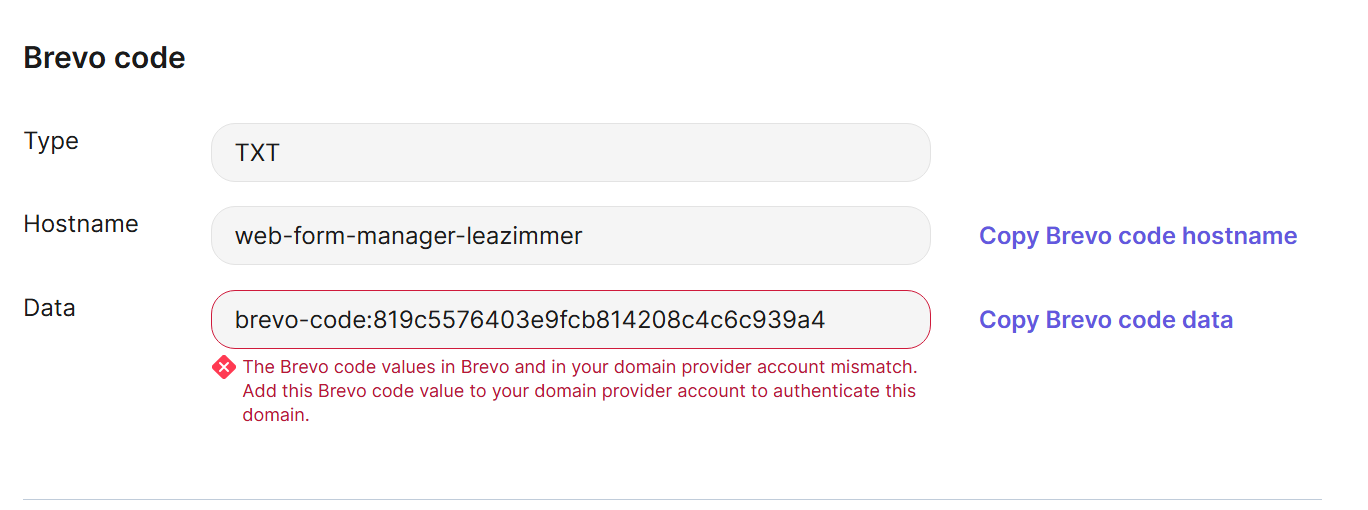 Brevo code
Type
TXT
Hostname
web-form-manager-leazimmer
Copy Brevo code hostname
Data
brevo-code:819c5576403e9fcb814208c4c6c939a4
Copy Brevo code data
The Brevo code values in Brevo and in your domain provider account mismatch.
Add this Brevo code value to your domain provider account to authenticate this
domain.